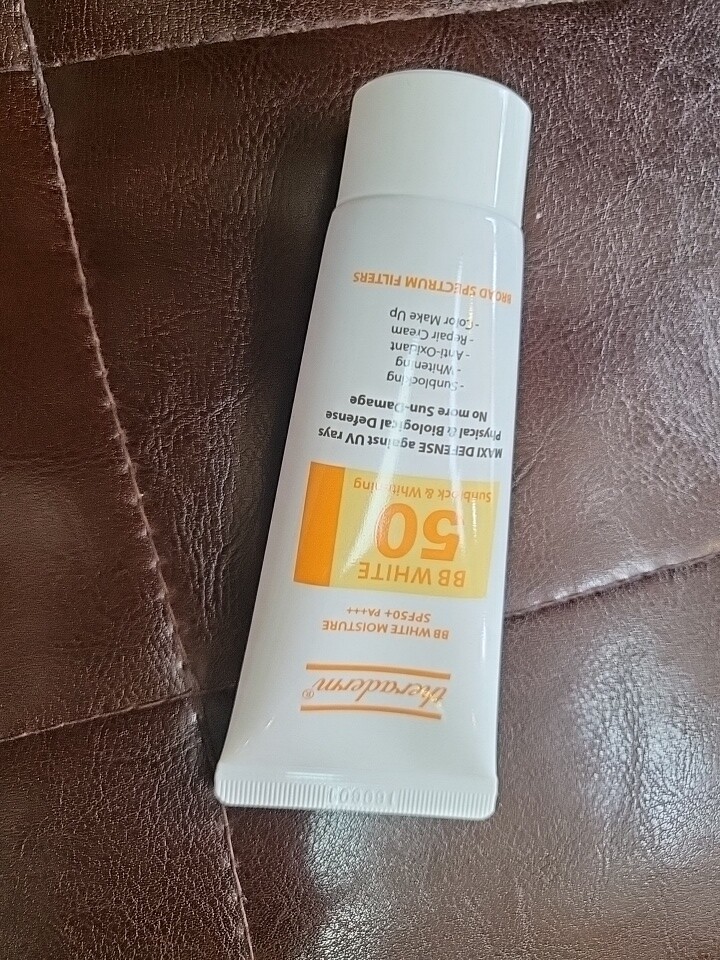 theraderm®
BB WHITE MOISTURE
SPF50+ PA+++
BB WHITE
50
Sunblock & Whitening
MAXI DEFENSE against UV rays
Physical & Biological Defense
No more Sun-Damage
- Sunblocking
- Whitening
- Anti-Oxidant
- Repair Cream
- Color Make Up
BROAD SPECTRUM FILTERS